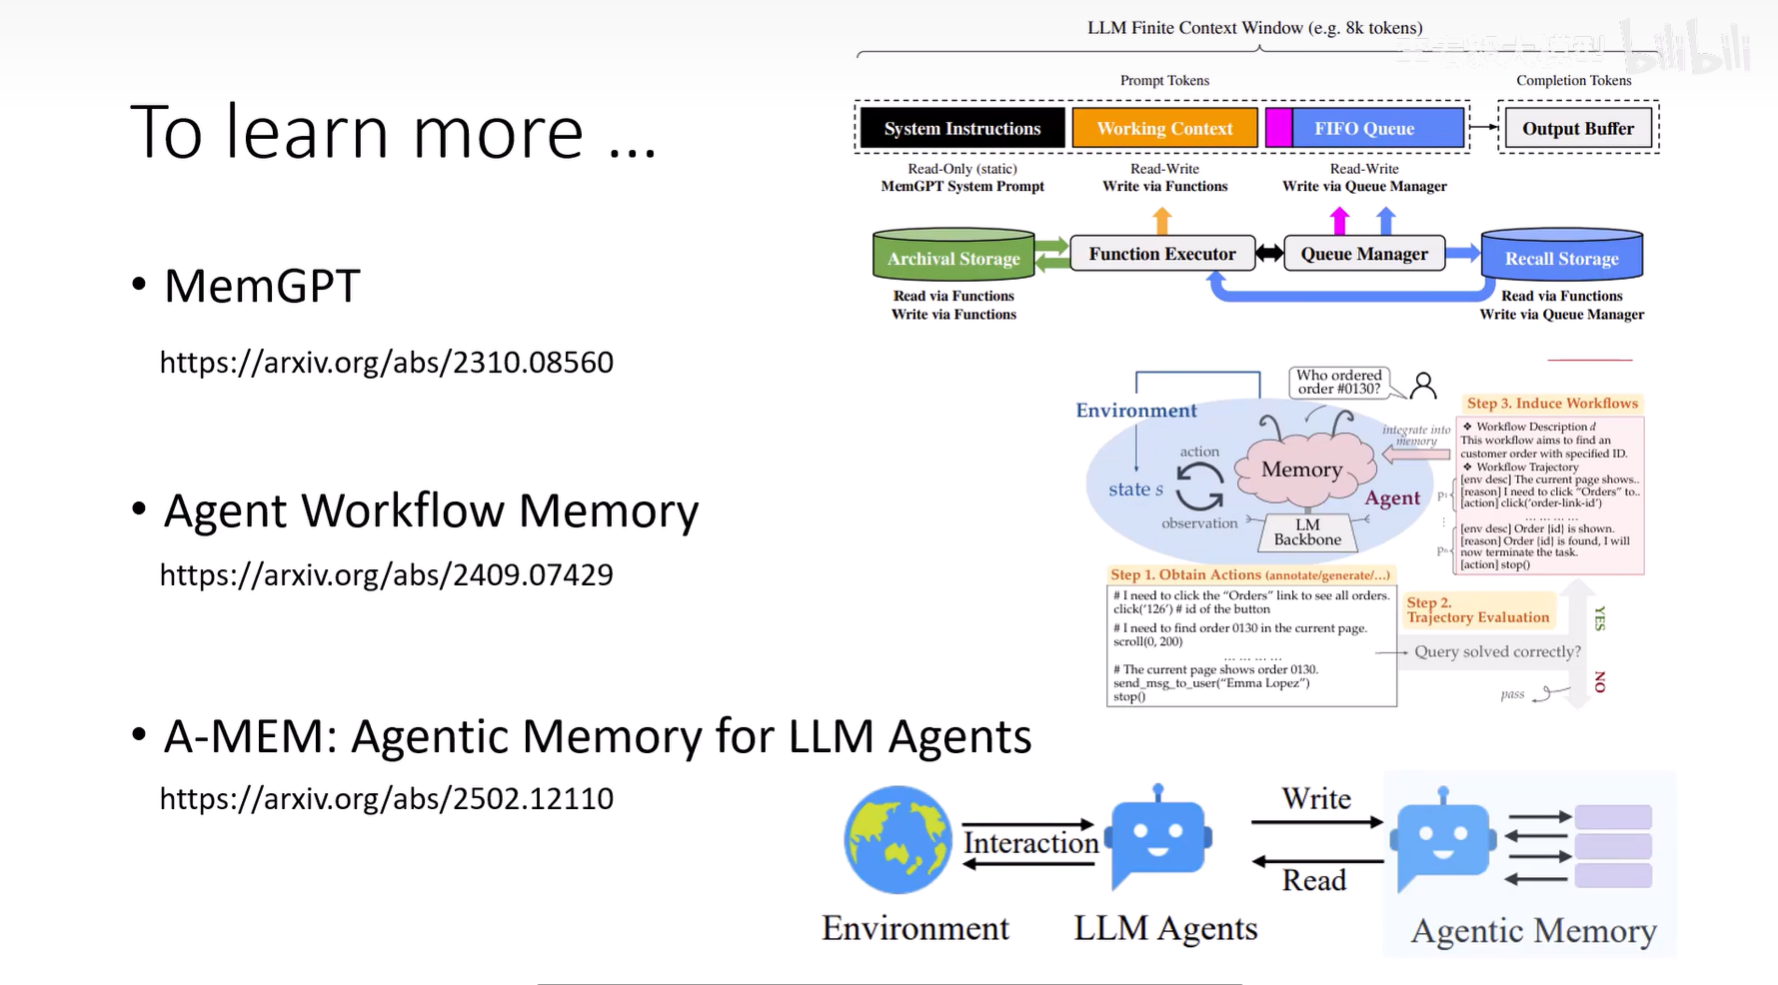 To learn more ...
• MemGPT
https://arxiv.org/abs/2310.08560
• Agent Workflow Memory
https://arxiv.org/abs/2409.07429
• A-MEM: Agentic Memory for LLM Agents
https://arxiv.org/abs/2502.12110
LLM Finite Context Window (e.g. 8k tokens)
bilibili
Prompt Tokens
Completion Tokens
System Instructions
Working Context
FIFO Queue
Output Buffer
Read-Only (static)
MemGPT System Prompt
Read-Write
Write via Functions
Read-Write
Write via Queue Manager
Archival Storage
Function Executor
Queue Manager
Recall Storage
Read via Functions
Write via Functions
Read via Functions
Write via Queue Manager
Who ordered
order #0130?
Environment
action
state s
observation
Memory
Agent
LM
Backbone
integrate into
memory
Step 3. Induce Workflows
❖ Workflow Description d
This workflow aims to find an
customer order with specified ID.
❖ Workflow Trajectory
[env desc] The current page shows..
[reason] I need to click “Orders” to..
[action] click(‘order-link-id’)
... ... ... ...
[env desc] Order {id} is shown.
[reason] Order {id} is found, I will
now terminate the task.
[action] stop()
Step 1. Obtain Actions (annotate/generate/...)
# I need to click the “Orders” link to see all orders.
click(‘126’) # id of the button
# I need to find order 0130 in the current page.
scroll(0, 200)
... ... ... ...
# The current page shows order 0130.
send_msg_to_user(“Emma Lopez”)
stop()
Step 2.
Trajectory Evaluation
Query solved correctly?
YES
NO
pass
Interaction
Write
Read
Environment
LLM Agents
Agentic Memory